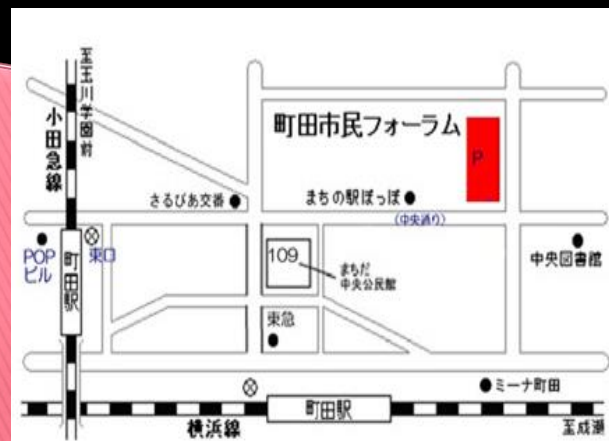 至玉川学園前
小田急線
町田市民フォーラム
P
さるびあ交番
まちの駅ぽっぽ
(中央通り)
POP
ビル
東口
町田駅
109
まちだ
中央公民館
中央図書館
東急
ミーナ町田
町田駅
横浜線
至成瀬